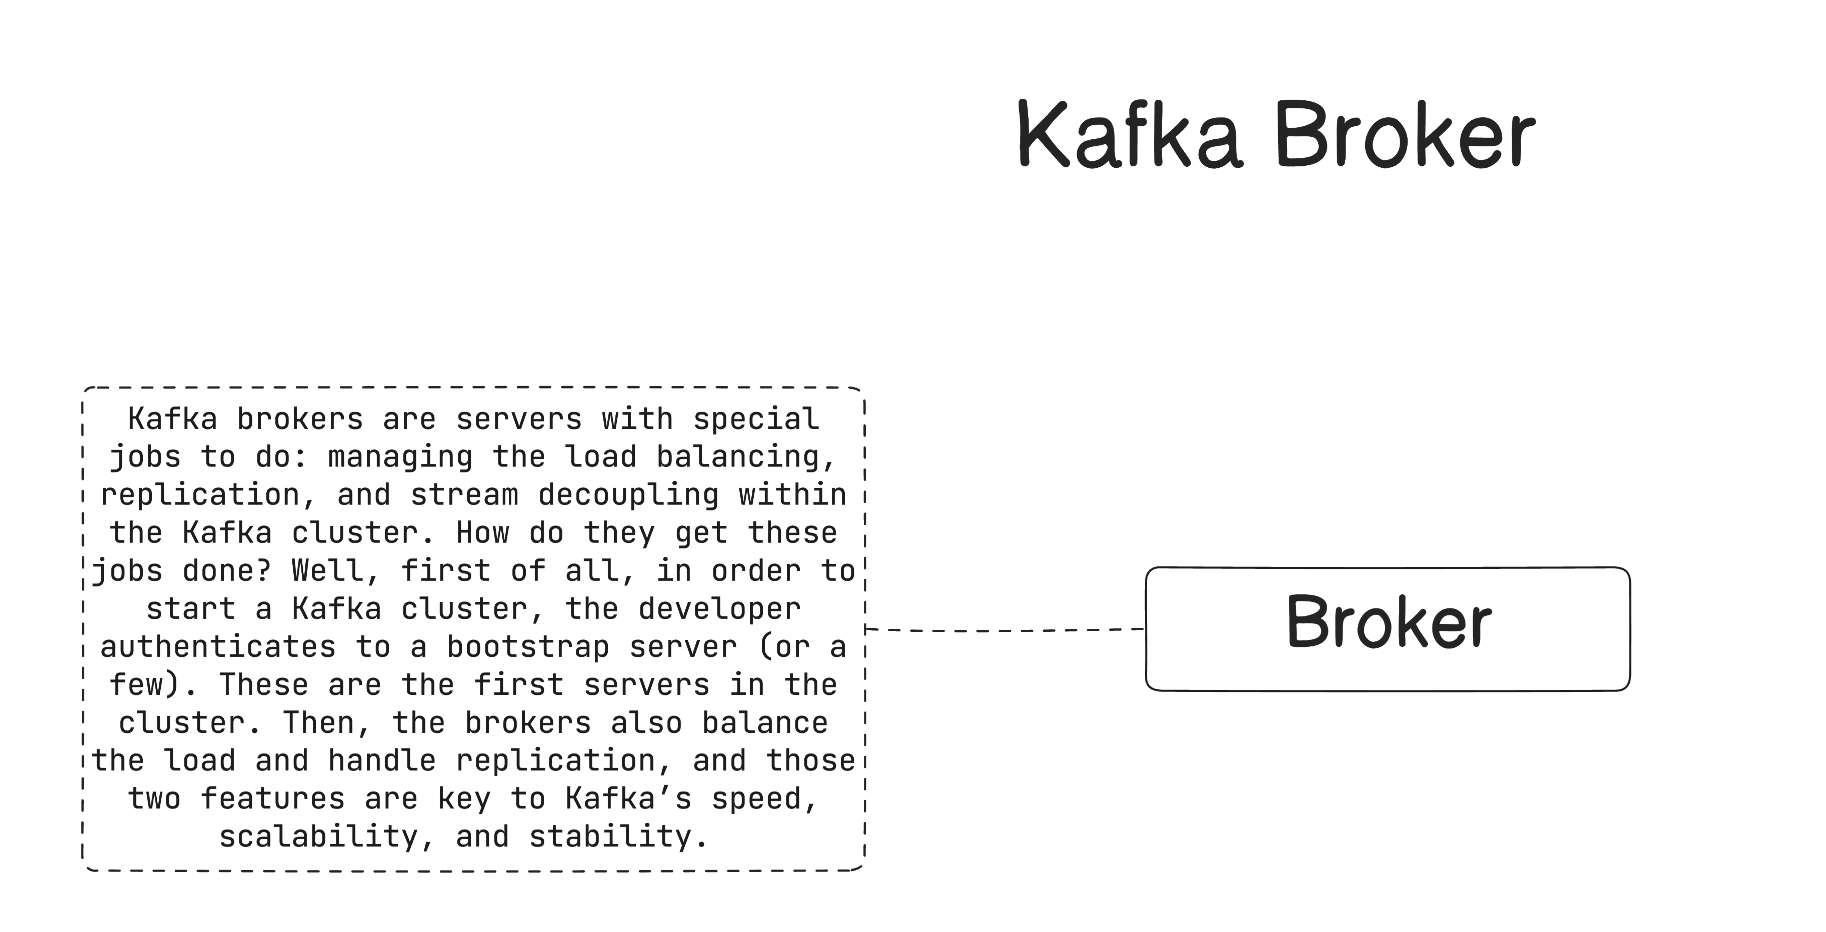 Kafka Broker
Kafka brokers are servers with special
jobs to do: managing the load balancing,
replication, and stream decoupling within
the Kafka cluster. How do they get these
jobs done? Well, first of all, in order to
start a Kafka cluster, the developer
authenticates to a bootstrap server (or a
few). These are the first servers in the
cluster. Then, the brokers also balance
the load and handle replication, and those
two features are key to Kafka’s speed,
scalability, and stability.
Broker